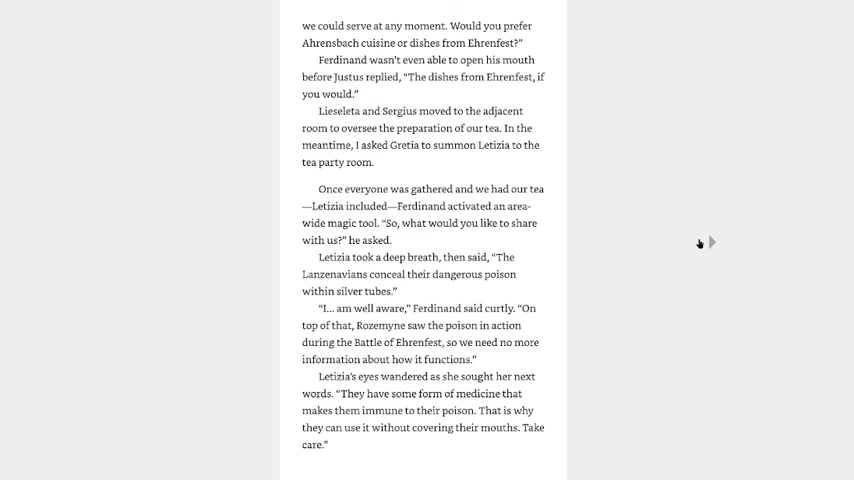 we could serve at any moment. Would you prefer
Ahrensbach cuisine or dishes from Ehrenfest?”
Ferdinand wasn’t even able to open his mouth
before Justus replied, “The dishes from Ehrenfest, if
you would.”
Lieseleta and Sergius moved to the adjacent
room to oversee the preparation of our tea. In the
meantime, I asked Gretia to summon Letizia to the
tea party room.
Once everyone was gathered and we had our tea
—Letizia included—Ferdinand activated an area-
wide magic tool. “So, what would you like to share
with us?” he asked.
Letizia took a deep breath, then said, “The
Lanzenavians conceal their dangerous poison
within silver tubes.”
“I... am well aware,” Ferdinand said curtly. “On
top of that, Rozemyne saw the poison in action
during the Battle of Ehrenfest, so we need no more
information about how it functions.”
Letizia’s eyes wandered as she sought her next
words. “They have some form of medicine that
makes them immune to their poison. That is why
they can use it without covering their mouths. Take
care.”